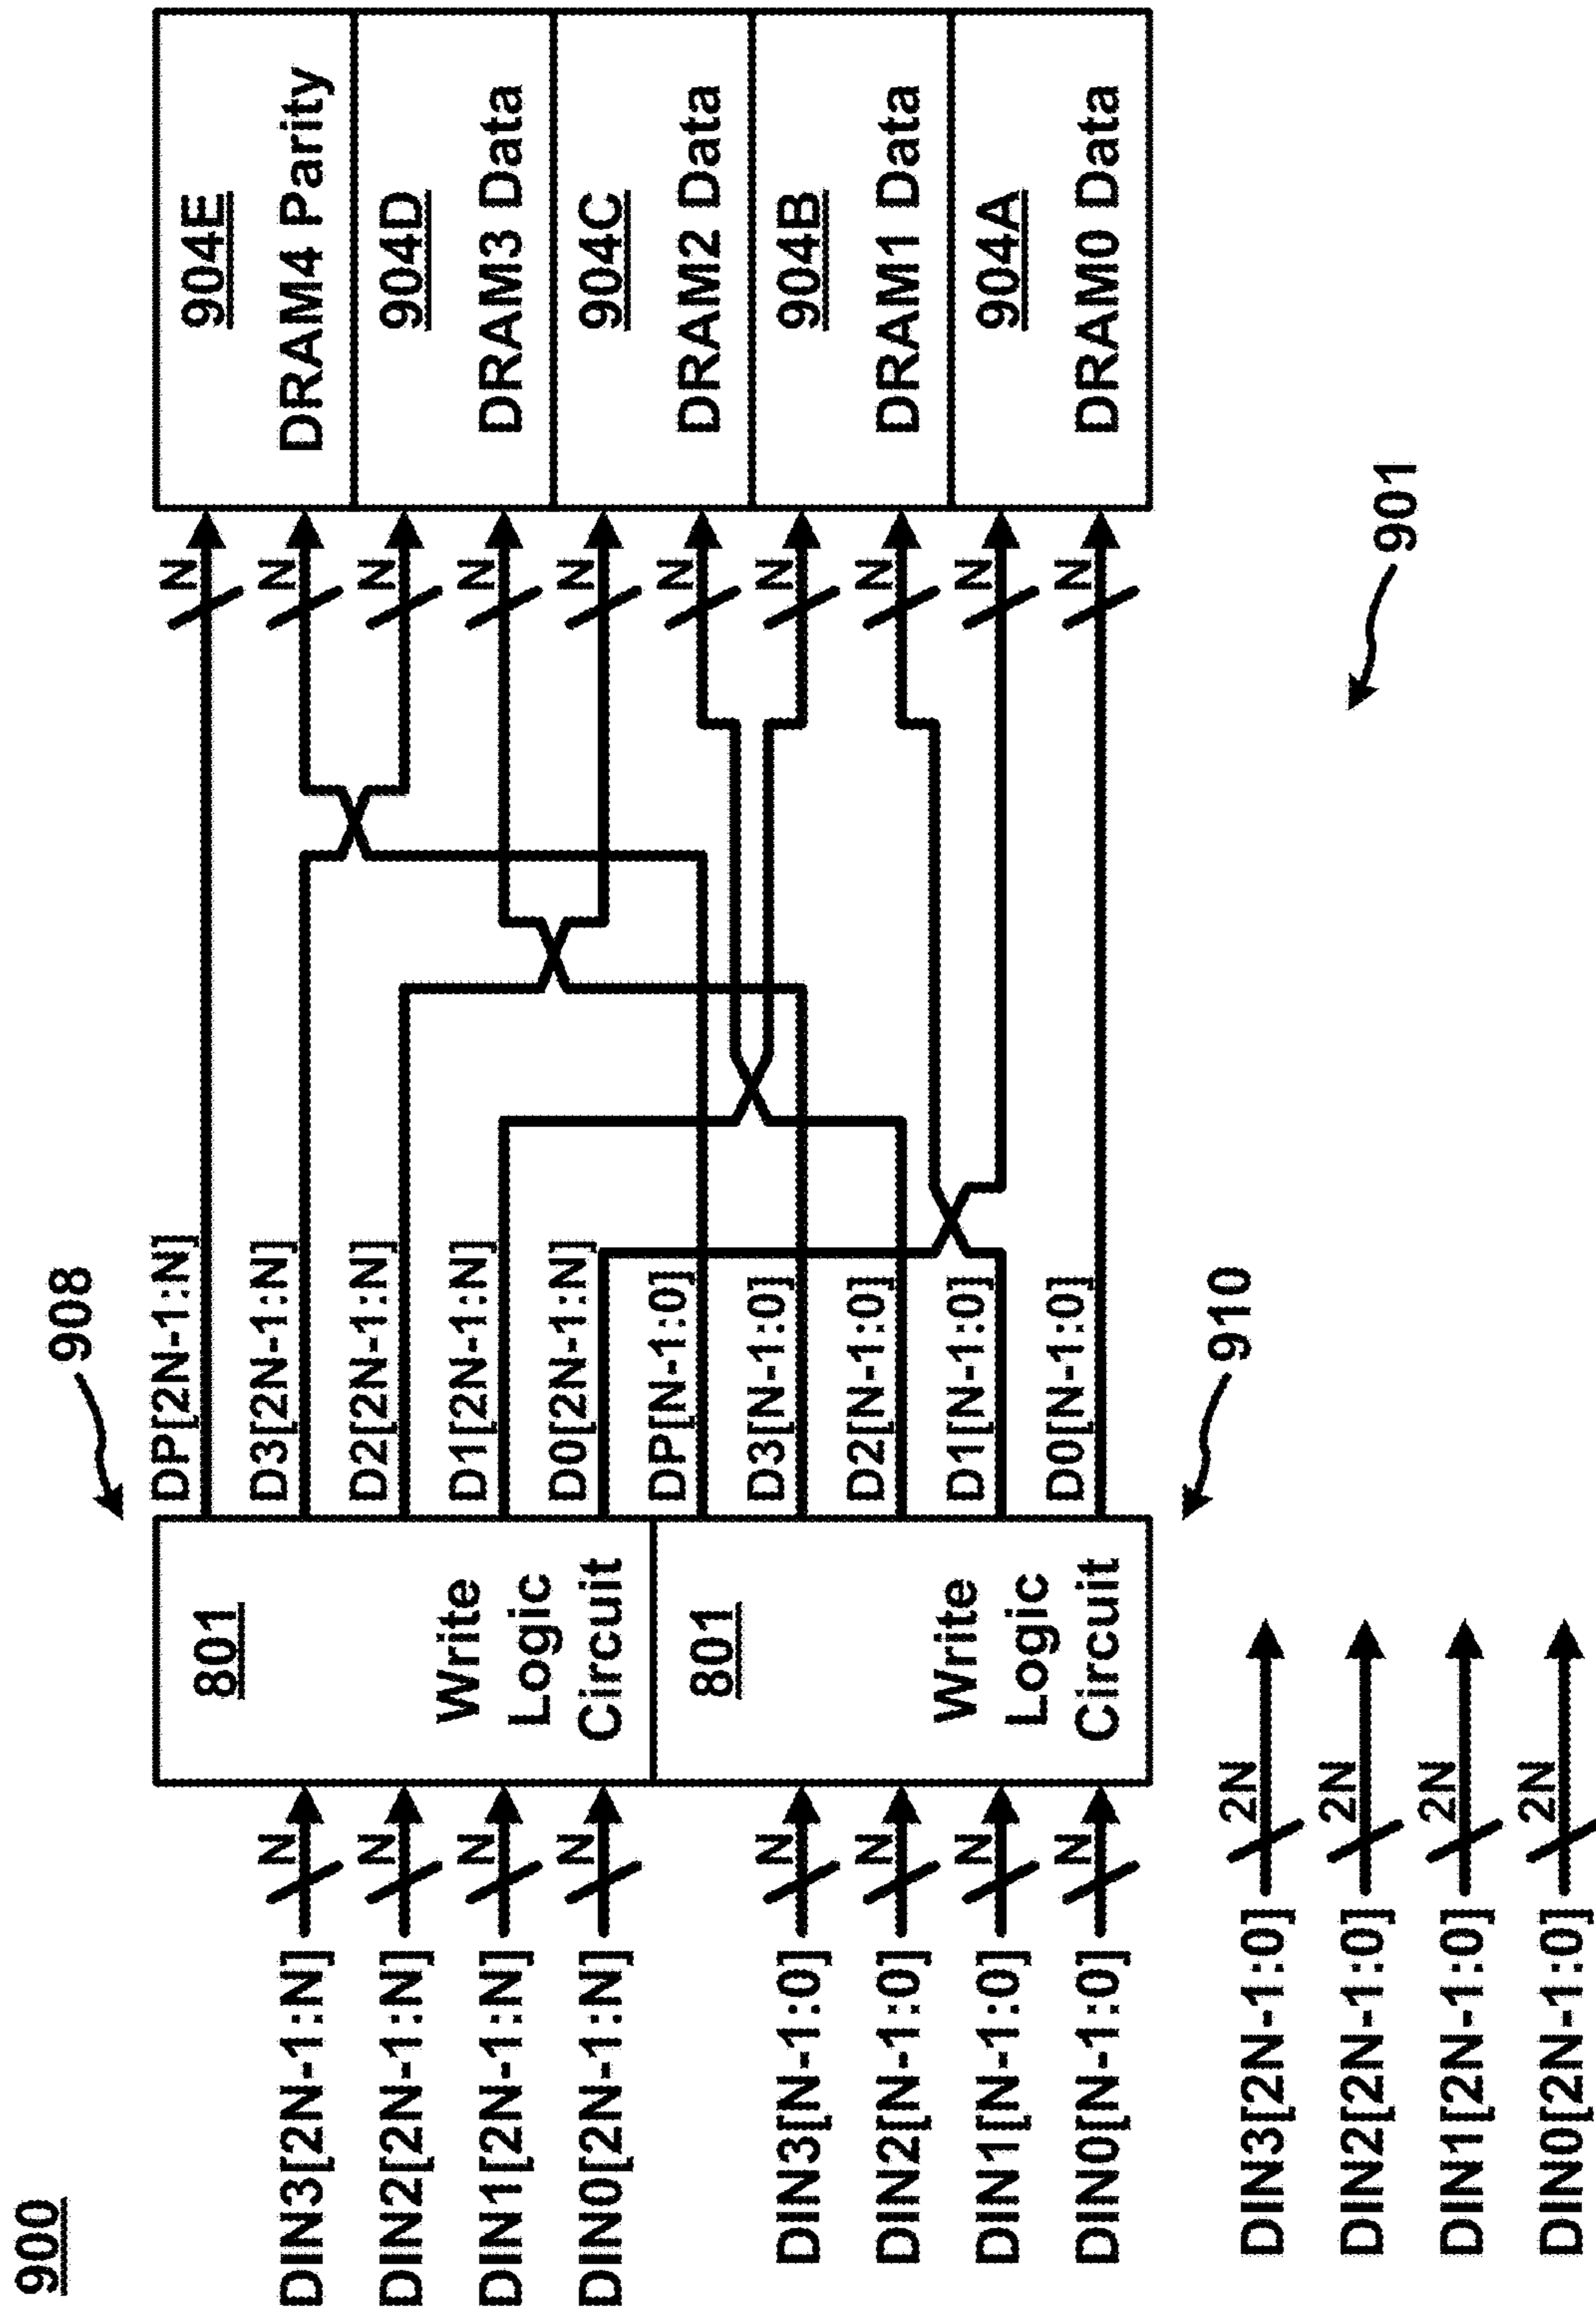 900
908
801
Write
Logic
Circuit
801
Write
Logic
Circuit
910
901
DIN3[2N-1:N]
DIN2[2N-1:N]
DIN1[2N-1:N]
DIN0[2N-1:N]
DIN3[N-1:0]
DIN2[N-1:0]
DIN1[N-1:0]
DIN0[N-1:0]
N
N
N
N
N
N
N
N
DP[2N-1:N]
D3[2N-1:N]
D2[2N-1:N]
D1[2N-1:N]
D0[2N-1:N]
DP[N-1:0]
D3[N-1:0]
D2[N-1:0]
D1[N-1:0]
D0[N-1:0]
N
N
N
N
N
N
N
N
N
N
904E
DRAM4 Parity
904D
DRAM3 Data
904C
DRAM2 Data
904B
DRAM1 Data
904A
DRAM0 Data
DIN3[2N-1:0]
2N
DIN2[2N-1:0]
2N
DIN1[2N-1:0]
2N
DIN0[2N-1:0]
2N